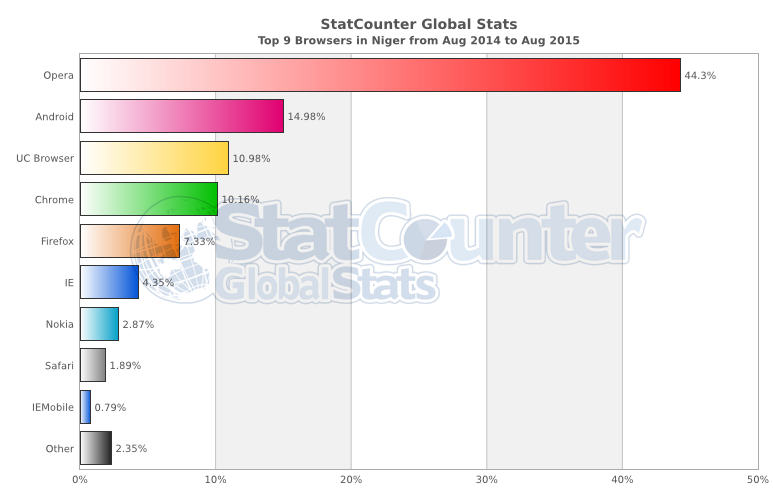 StatCounter Global Stats
Top 9 Browsers in Niger from Aug 2014 to Aug 2015
Opera 44.3%
Android 14.98%
UC Browser 10.98%
Chrome 10.16%
Firefox 7.33%
IE 4.35%
Nokia 2.87%
Safari 1.89%
IEMobile 0.79%
Other 2.35%
StatCounter
GlobalStats
0% 10% 20% 30% 40% 50%